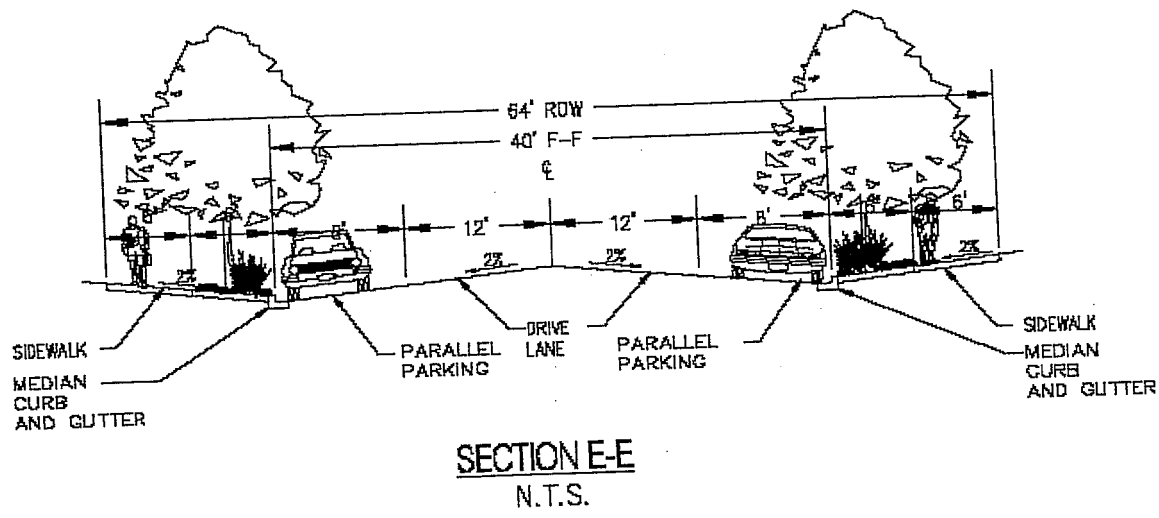 64' ROW
40' F-F
℄
12'
12'
8'
6'
2%
2%
2%
2%
SIDEWALK
MEDIAN
CURB
AND GUTTER
PARALLEL
PARKING
DRIVE
LANE
PARALLEL
PARKING
SIDEWALK
MEDIAN
CURB
AND GUTTER
SECTION E-E
N.T.S.